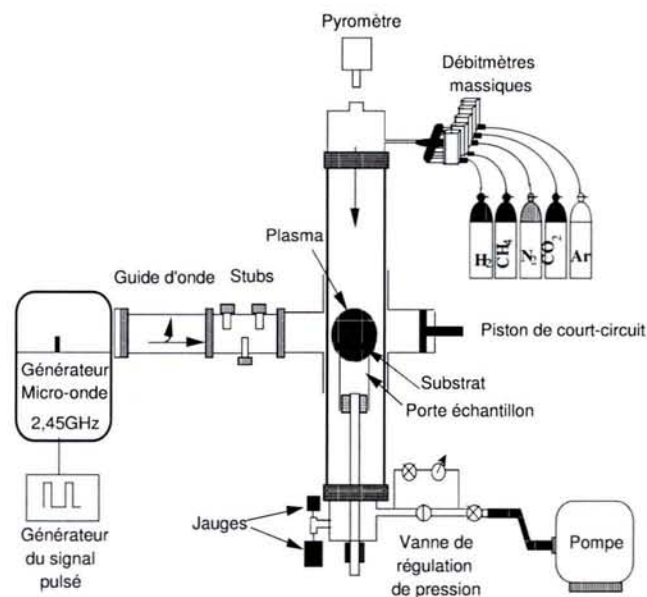 Pyromètre
Débitmètres
massiques
Plasma
Guide d'onde
Stubs
H2
CH4
N2
CO2
Ar
Piston de court-circuit
Générateur
Micro-onde
2,45GHz
Substrat
Porte échantillon
Jauges
Générateur
du signal
pulsé
Vanne de
régulation
de pression
Pompe